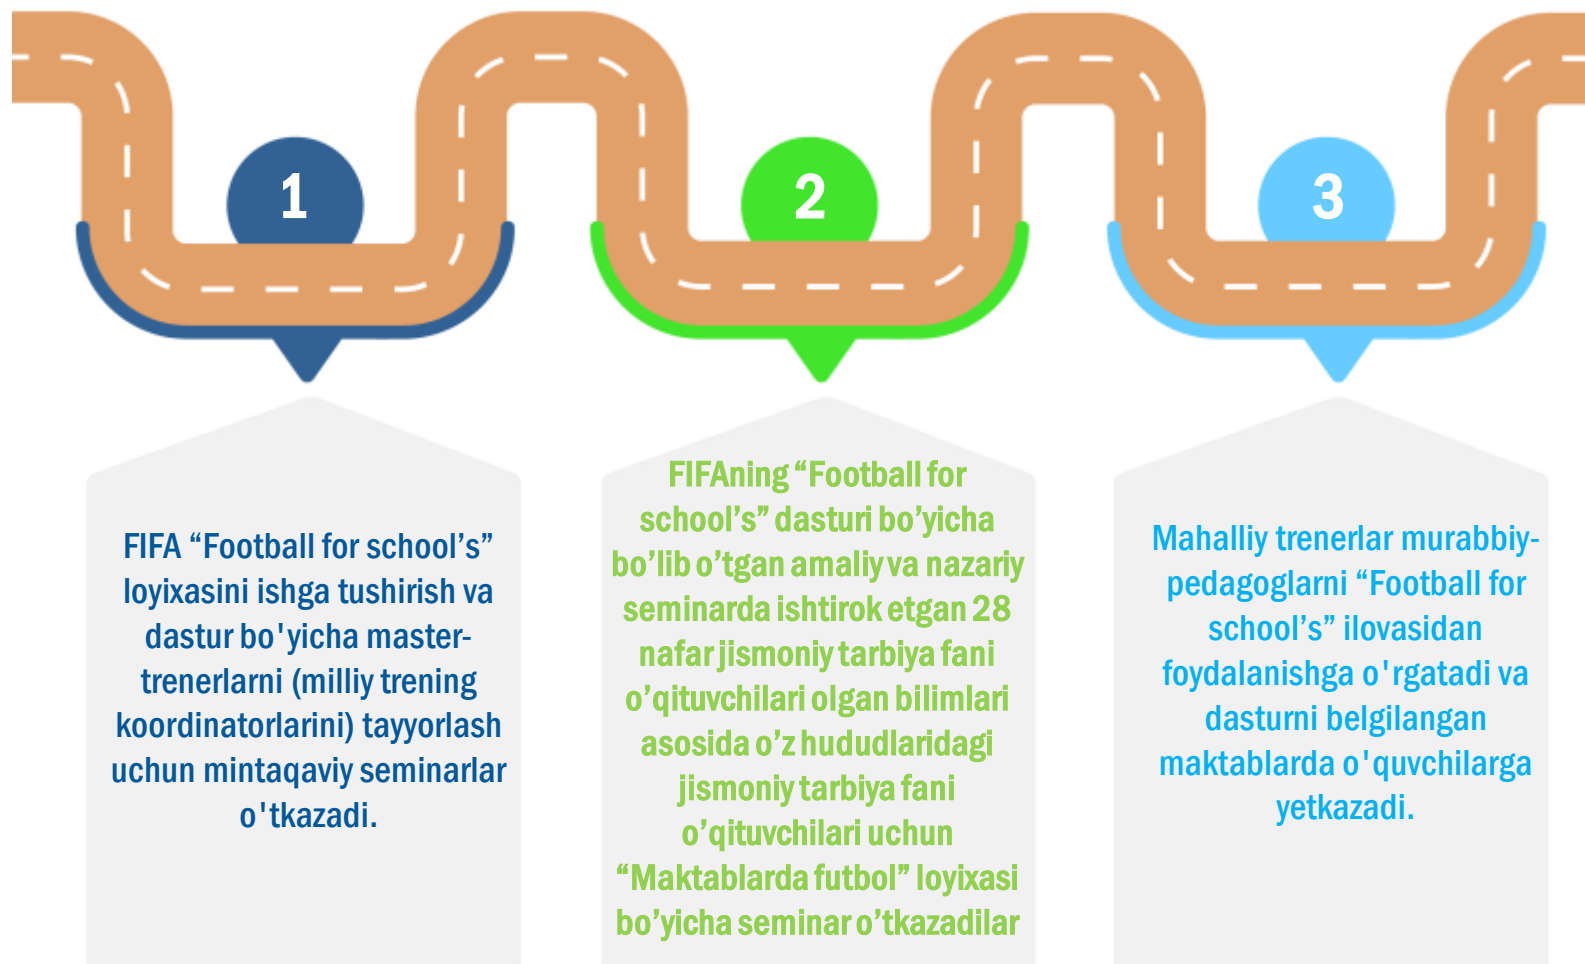 1
2
3
FIFA “Football for school’s”
loyixasini ishga tushirish va
dastur bo'yicha master-
trenerlarni (milliy trening
koordinatorlarini) tayyorlash
uchun mintaqaviy seminarlar
o'tkazadi.
FIFAning “Football for
school’s” dasturi bo’yicha
bo’lib o’tgan amaliy va nazariy
seminarda ishtirok etgan 28
nafar jismoniy tarbiya fani
o’qituvchilari olgan bilimlari
asosida o’z hududlaridagi
jismoniy tarbiya fani
o’qituvchilari uchun
“Maktablarda futbol” loyixasi
bo’yicha seminar o’tkazadilar
Mahalliy trenerlar murabbiy-
pedagoglarni “Football for
school’s” ilovasidan
foydalanishga o'rgatadi va
dasturni belgilangan
maktablarda o'quvchilarga
yetkazadi.